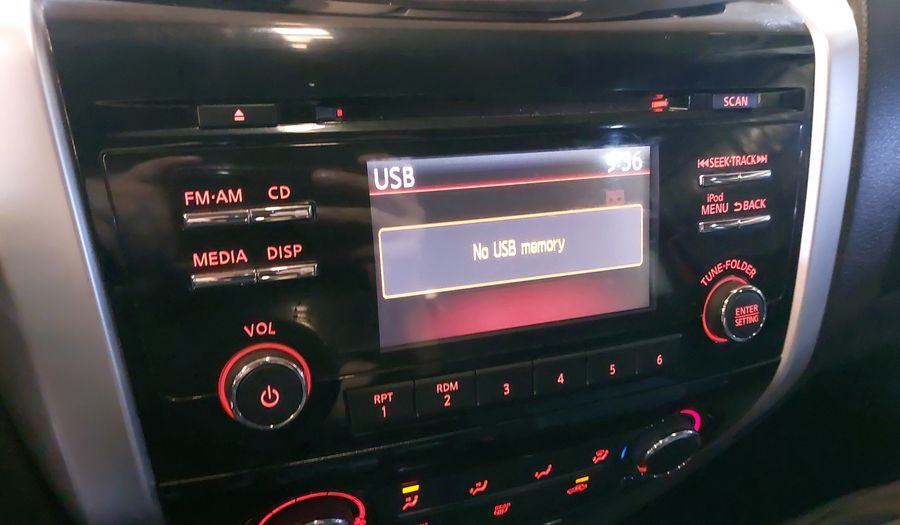 SCAN
USB 9:36
No USB memory
FM·AM CD
MEDIA DISP
VOL
SEEK·TRACK
iPod
MENU BACK
TUNE·FOLDER
ENTER
SETTING
RPT
1
RDM
2
3
4
5
6